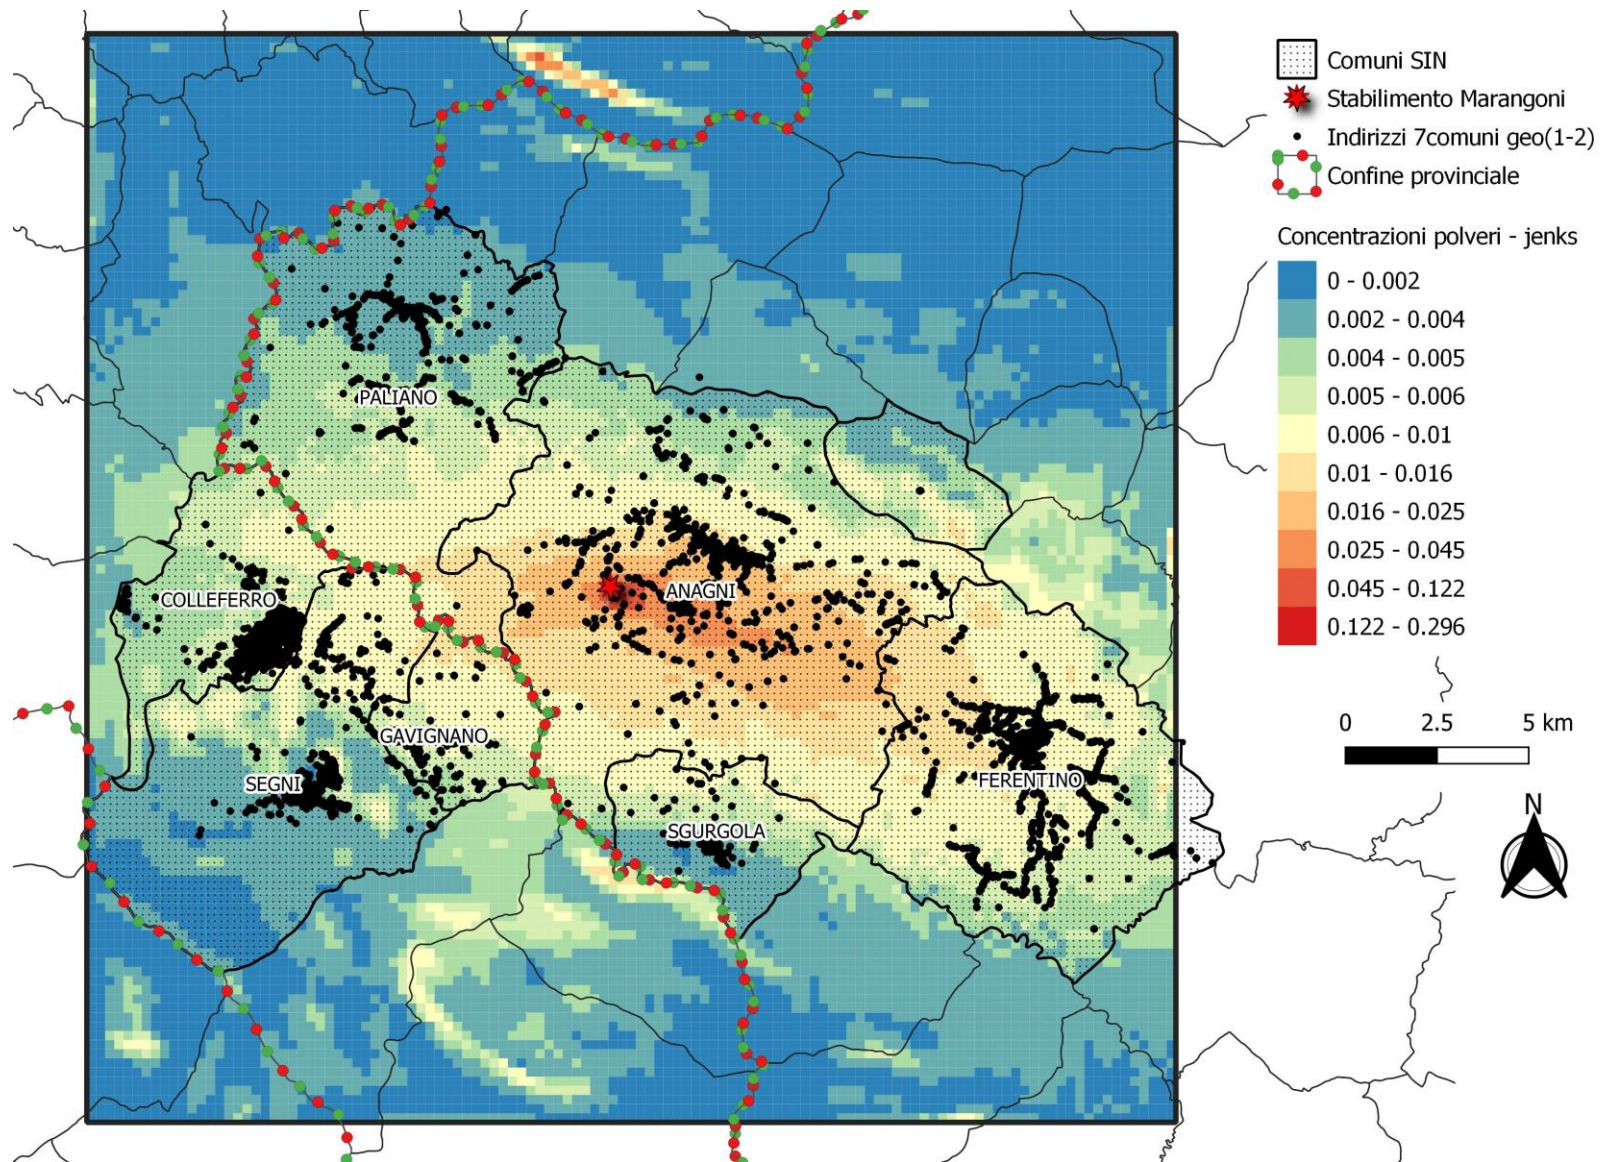 Comuni SIN
Stabilimento Marangoni
Indirizzi 7comuni geo(1-2)
Confine provinciale
Concentrazioni polveri - jenks
0 - 0.002
0.002 - 0.004
0.004 - 0.005
0.005 - 0.006
0.006 - 0.01
0.01 - 0.016
0.016 - 0.025
0.025 - 0.045
0.045 - 0.122
0.122 - 0.296
0 2.5 5 km
N
PALIANO
COLLEFERRO
ANAGNI
GAVIGNANO
SEGNI
FERENTINO
SGURGOLA